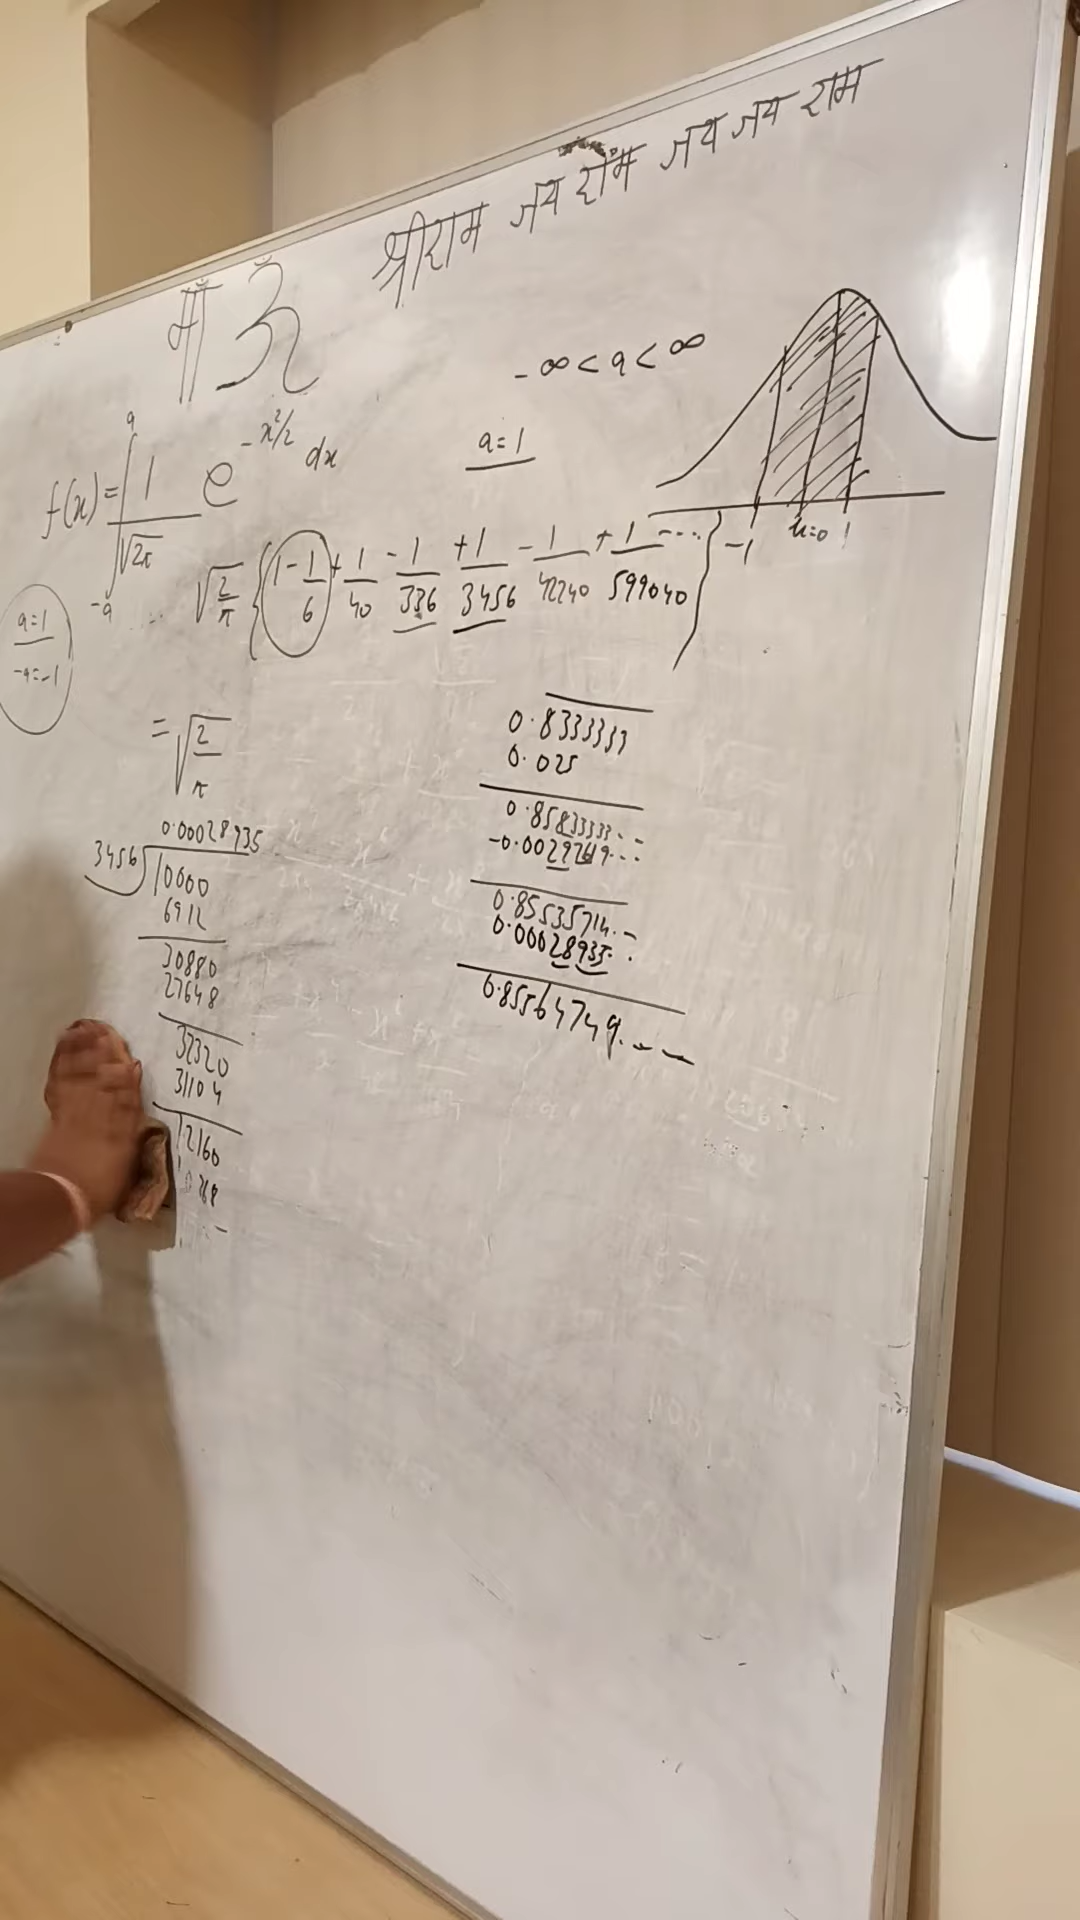 श्रीराम जय राम जय जय राम
माँ ॐ
-∞ < a < ∞
a = 1
f(x) = ∫_{-a}^{a} 1/√2π e^{-x²/2} dx
-1 x=0 1
√(2/π) { 1 - 1/6 + 1/40 - 1/336 + 1/3456 - 1/42240 + 1/599040 ---- }
a = 1
-a = -1
= √(2/π)
0.00028935
3456 ) 10000
6912
30880
27648
32320
31104
12160
0.8333333
0.025
0.85833333...
-0.00297619...
0.85535714...
0.00028935...
0.85564749...